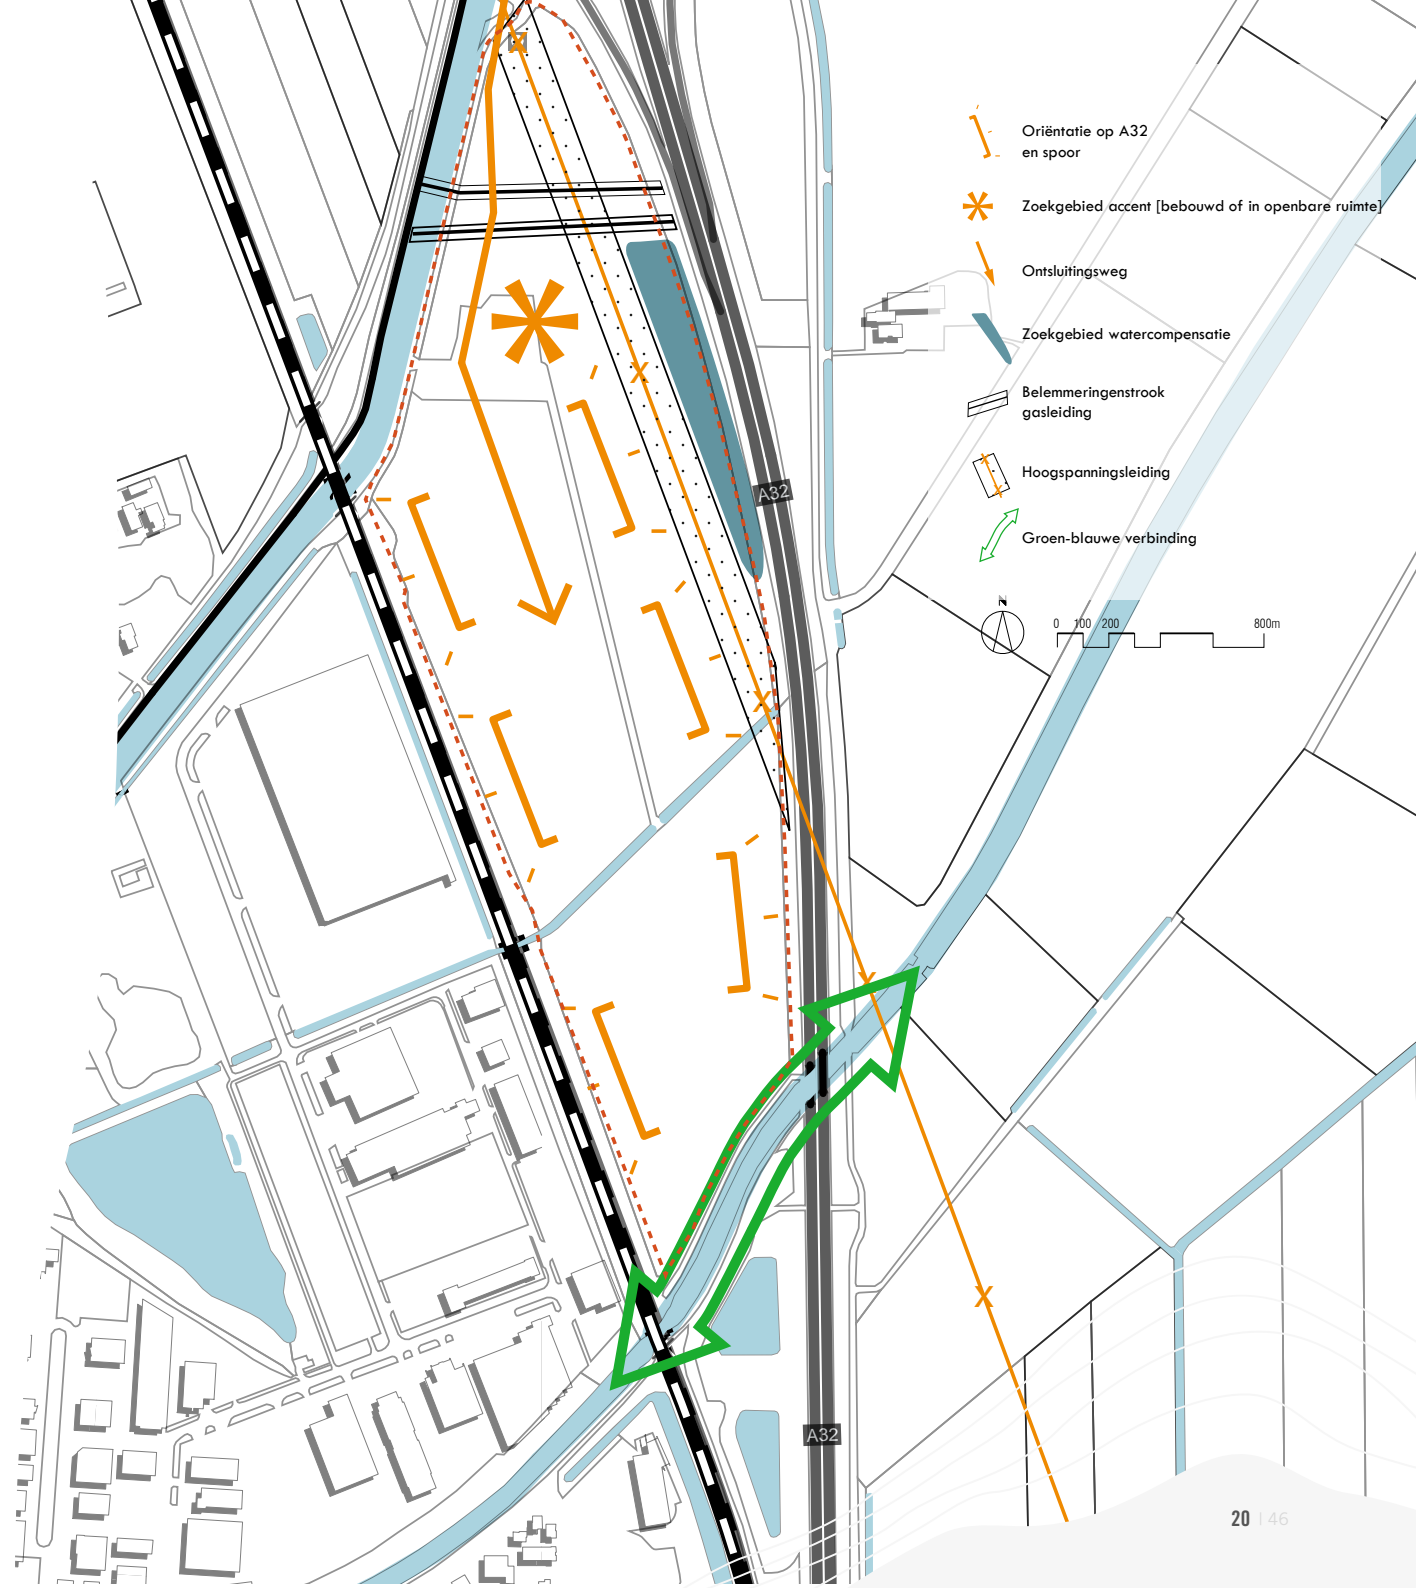 Oriëntatie op A32
en spoor
Zoekgebied accent [bebouwd of in openbare ruimte]
Ontsluitingsweg
Zoekgebied watercompensatie
Belemmeringenstrook
gasleiding
Hoogspanningsleiding
Groen-blauwe verbinding
N
0 100 200 800m
A32
A32
20 | 46